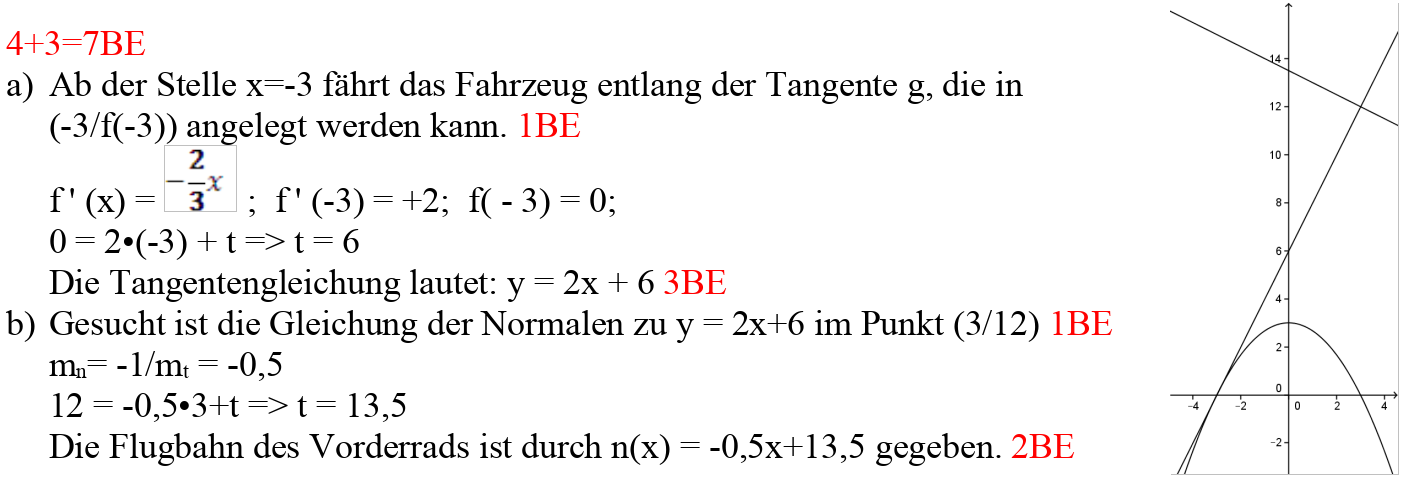 4+3=7BE
a) Ab der Stelle x=-3 fährt das Fahrzeug entlang der Tangente g, die in
(-3/f(-3)) angelegt werden kann. 1BE
f ' (x) = -2/3x ; f ' (-3) = +2; f( - 3) = 0;
0 = 2•(-3) + t => t = 6
Die Tangentengleichung lautet: y = 2x + 6 3BE
b) Gesucht ist die Gleichung der Normalen zu y = 2x+6 im Punkt (3/12) 1BE
mₙ= -1/mₜ = -0,5
12 = -0,5•3+t => t = 13,5
Die Flugbahn des Vorderrads ist durch n(x) = -0,5x+13,5 gegeben. 2BE
14
12
10
8
6
4
2
0
-4 -2 0 2 4
-2